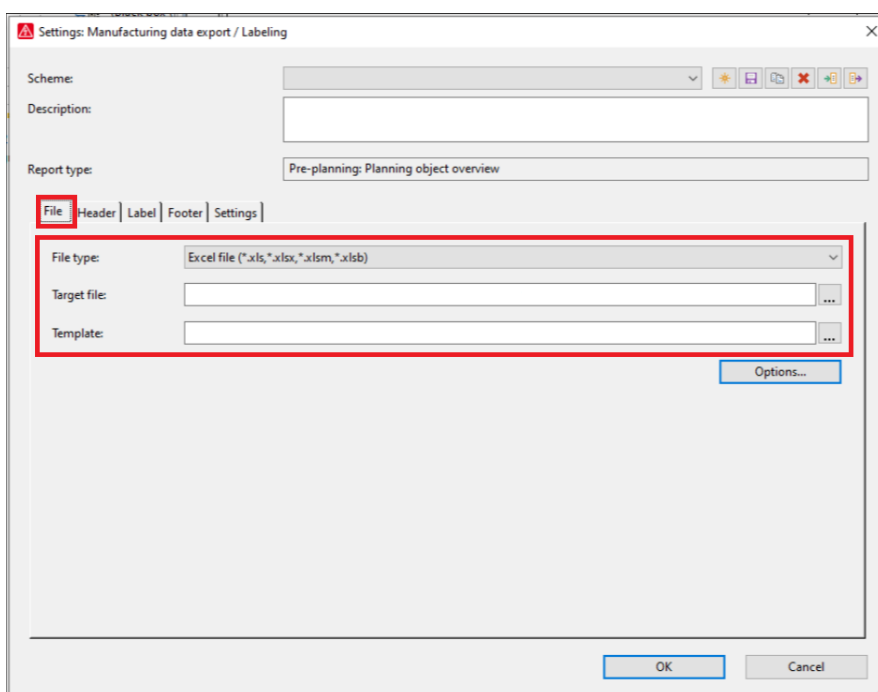 Settings: Manufacturing data export / Labeling
Scheme:
Description:
Report type: Pre-planning: Planning object overview
File Header Label Footer Settings
File type: Excel file (*.xls,*.xlsx,*.xlsm,*.xlsb)
Target file: ...
Template: ...
Options...
OK Cancel